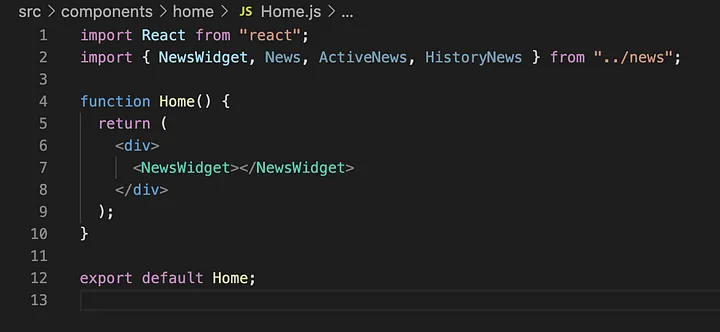 src > components > home > JS Home.js > ...
1 import React from "react";
2 import { NewsWidget, News, ActiveNews, HistoryNews } from "../news";
3
4 function Home() {
5   return (
6     <div>
7       <NewsWidget></NewsWidget>
8     </div>
9   );
10 }
11
12 export default Home;
13